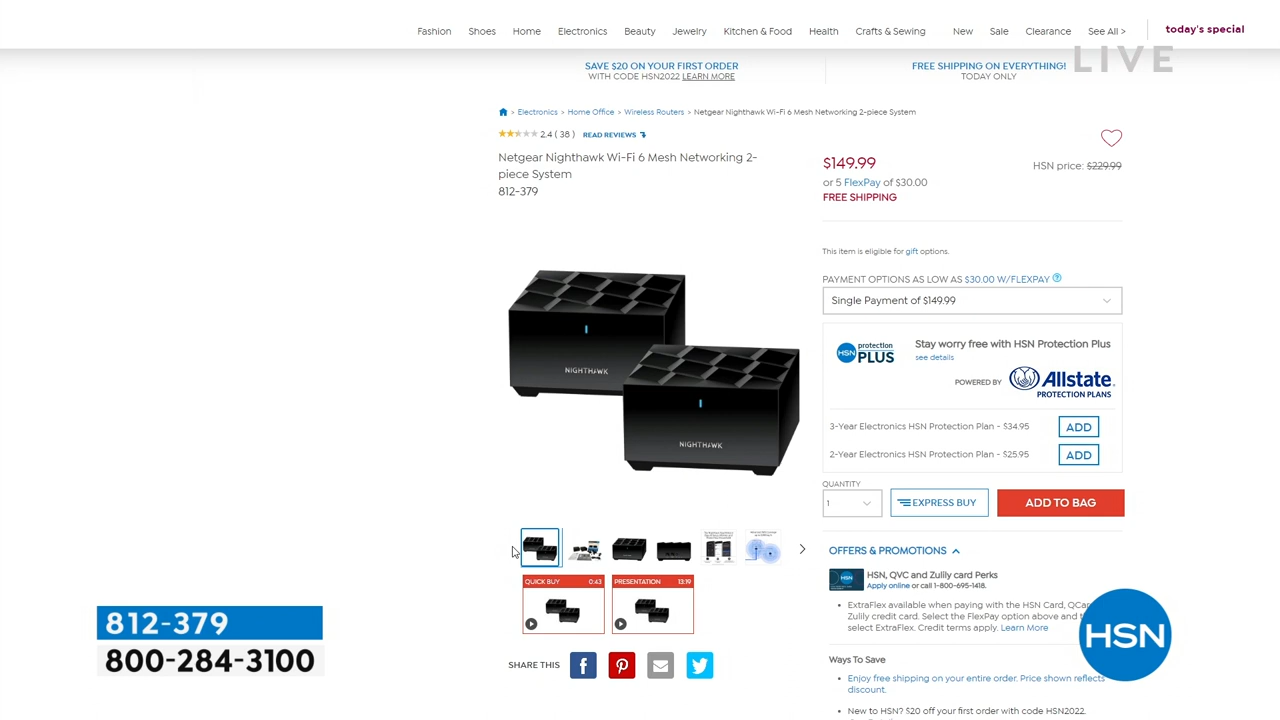 Fashion Shoes Home Electronics Beauty Jewelry Kitchen & Food Health Crafts & Sewing New Sale Clearance See All > today's special
LIVE
SAVE $20 ON YOUR FIRST ORDER
WITH CODE HSN2022 LEARN MORE
FREE SHIPPING ON EVERYTHING!
TODAY ONLY
> Electronics > Home Office > Wireless Routers > Netgear Nighthawk Wi-Fi 6 Mesh Networking 2-piece System
2.4 ( 38 ) READ REVIEWS
Netgear Nighthawk Wi-Fi 6 Mesh Networking 2-
piece System
812-379
$149.99
HSN price: $229.99
or 5 FlexPay of $30.00
FREE SHIPPING
This item is eligible for gift options.
PAYMENT OPTIONS AS LOW AS $30.00 W/FLEXPAY ?
Single Payment of $149.99
HSN protection PLUS
Stay worry free with HSN Protection Plus
see details
POWERED BY Allstate.
PROTECTION PLANS
3-Year Electronics HSN Protection Plan - $34.95 ADD
2-Year Electronics HSN Protection Plan - $25.95 ADD
NIGHTHAWK
NIGHTHAWK
QUANTITY
1 EXPRESS BUY ADD TO BAG
QUICK BUY 0:43
PRESENTATION 13:19
SHARE THIS
OFFERS & PROMOTIONS
HSN
HSN, QVC and Zulily card Perks
Apply online or call 1-800-695-1418.
• ExtraFlex available when paying with the HSN Card, QCa
Zulily credit card. Select the FlexPay option above and
select ExtraFlex. Credit terms apply. Learn More
Ways To Save
• Enjoy free shipping on your entire order. Price shown reflects
discount.
• New to HSN? $20 off your first order with code HSN2022.
812-379
800-284-3100
HSN